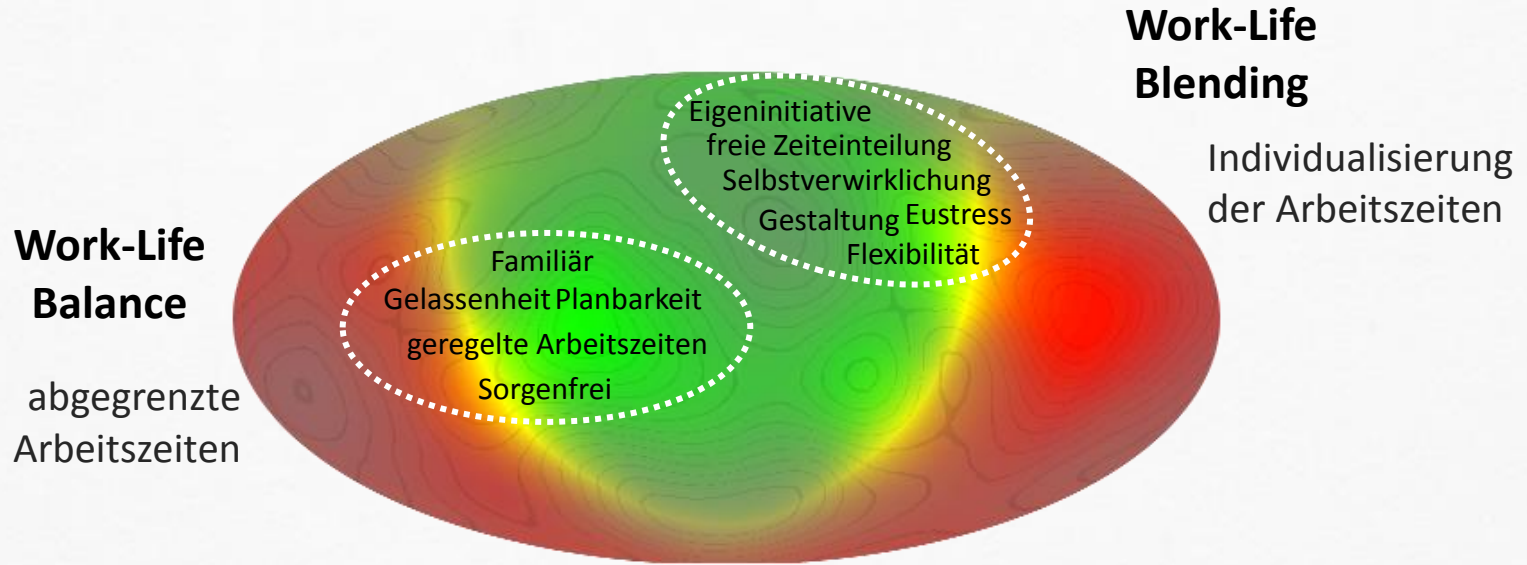 Work-Life
Blending
Individualisierung
der Arbeitszeiten
Eigeninitiative
freie Zeiteinteilung
Selbstverwirklichung
Gestaltung Eustress
Flexibilität
Work-Life
Balance
abgegrenzte
Arbeitszeiten
Familiär
Gelassenheit Planbarkeit
geregelte Arbeitszeiten
Sorgenfrei